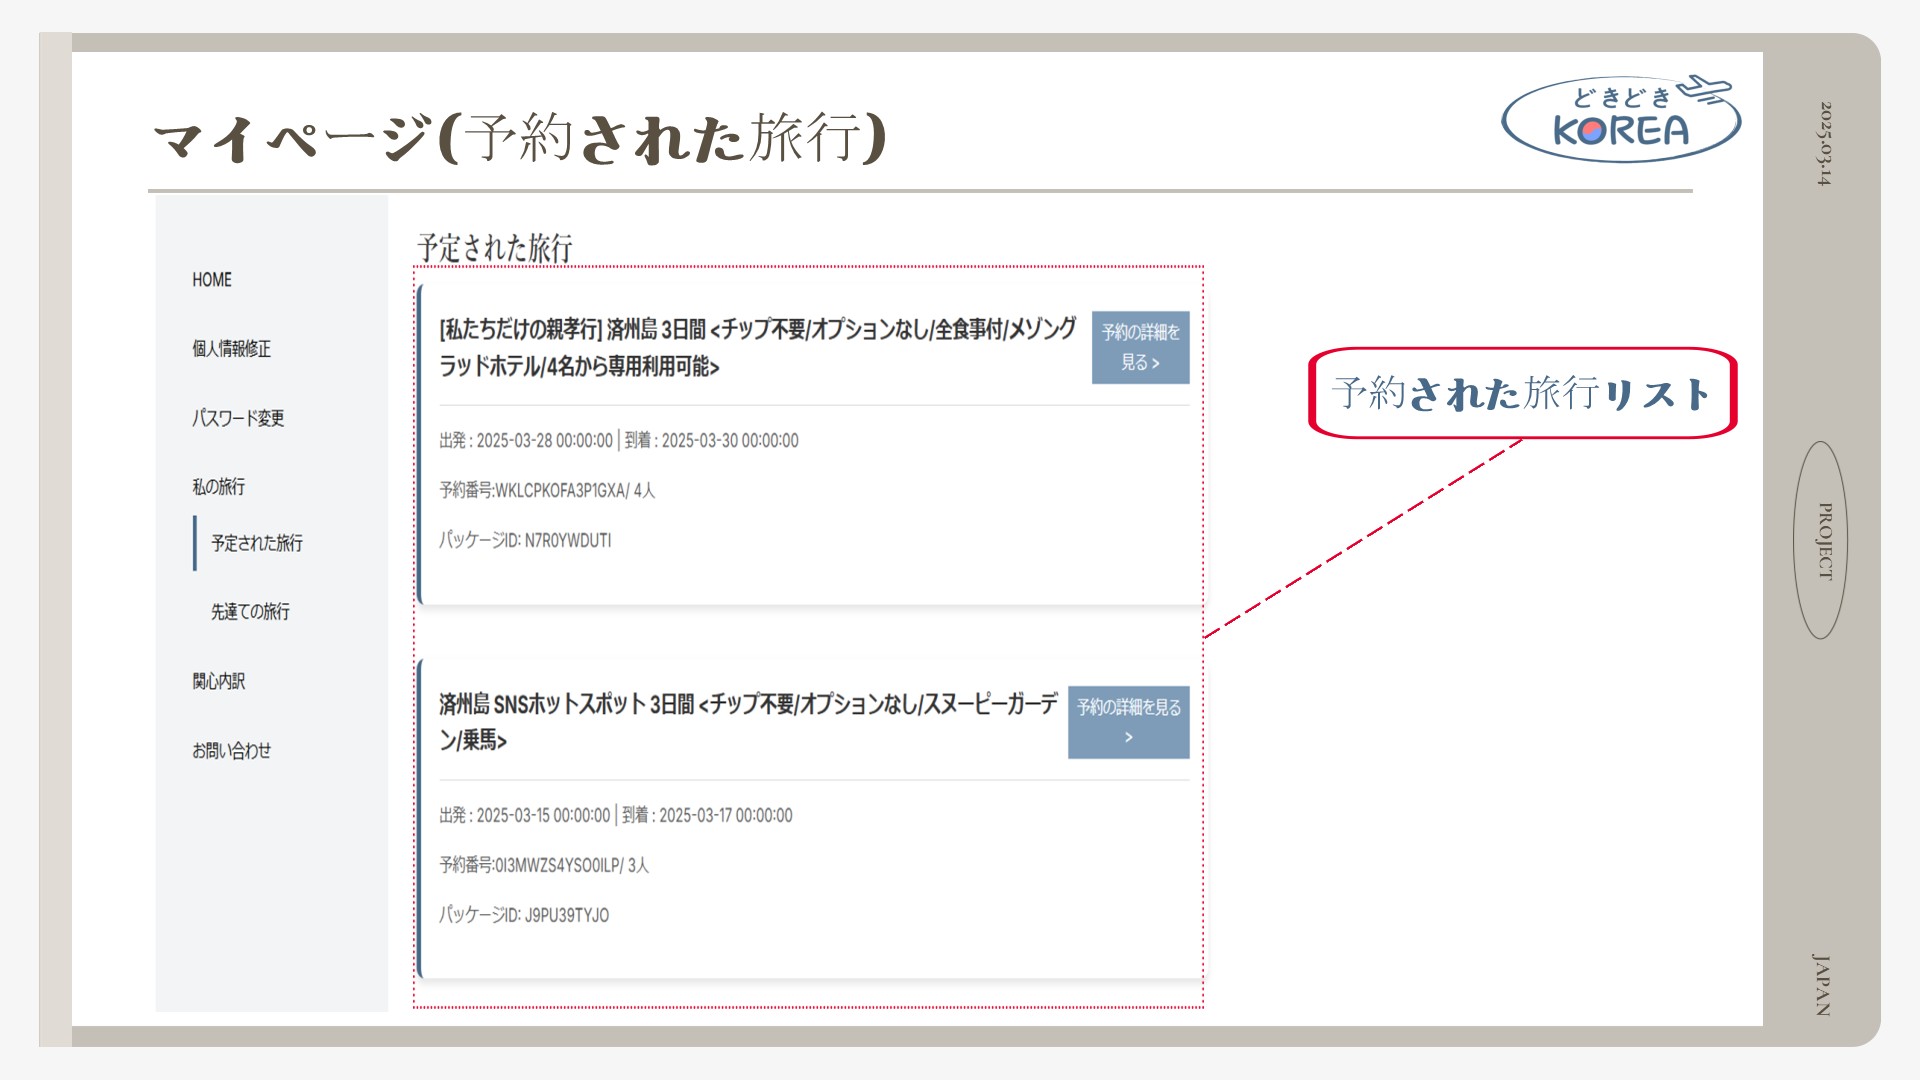 マイページ(予約された旅行)
どきどき
KOREA
2025.03.14
HOME
個人情報修正
パスワード変更
私の旅行
予定された旅行
先達ての旅行
関心内訳
お問い合わせ
予定された旅行
[私たちだけの親孝行] 済州島 3日間 <チップ不要/オプションなし/全食事付/メゾング
ラッドホテル/4名から専用利用可能>
予約の詳細を
見る >
出発 : 2025-03-28 00:00:00 | 到着 : 2025-03-30 00:00:00
予約番号:WKLCPKOFA3P1GXA/ 4人
パッケージID: N7R0YWDUTI
済州島 SNSホットスポット 3日間 <チップ不要/オプションなし/スヌーピーガーデ
ン/乗馬>
予約の詳細を見る
>
出発 : 2025-03-15 00:00:00 | 到着 : 2025-03-17 00:00:00
予約番号:0I3MWZS4YSO0ILP/ 3人
パッケージID: J9PU39TYJO
予約された旅行リスト
PROJECT
JAPAN